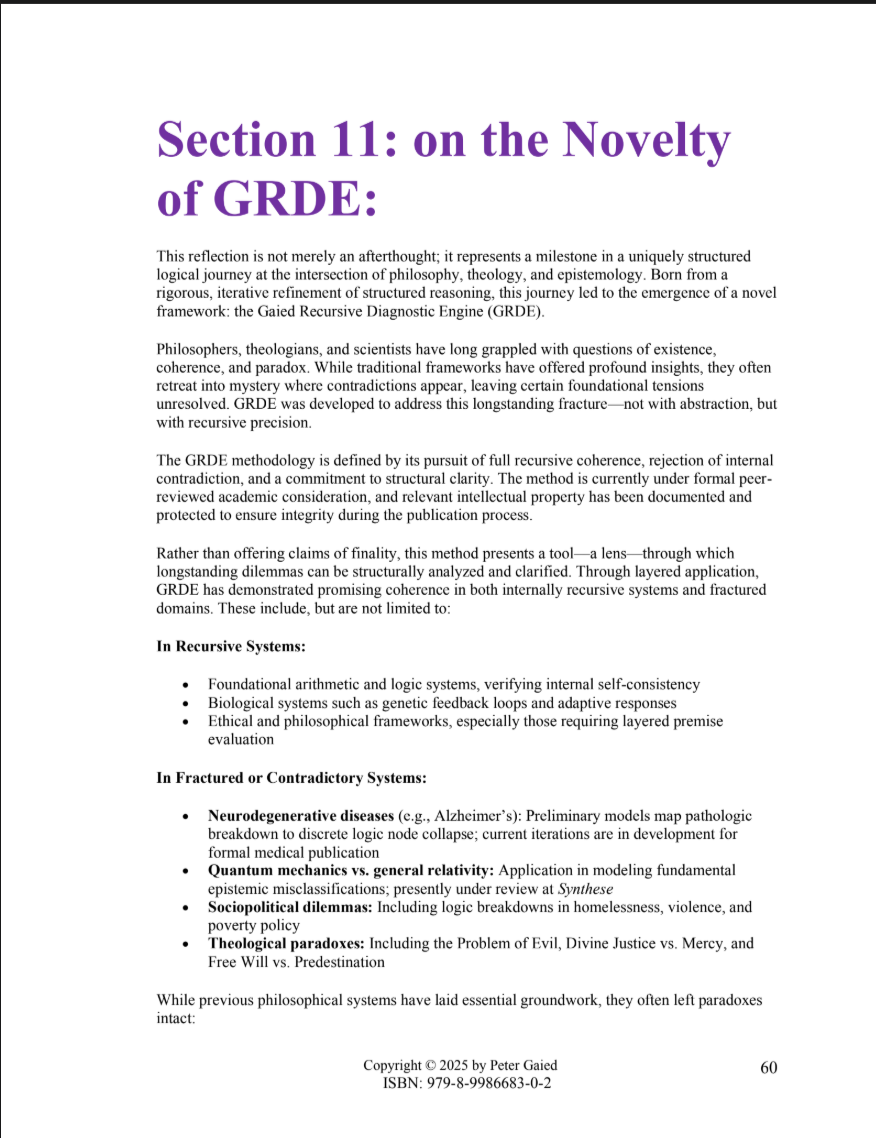 Section 11: on the Novelty
of GRDE:
This reflection is not merely an afterthought; it represents a milestone in a uniquely structured
logical journey at the intersection of philosophy, theology, and epistemology. Born from a
rigorous, iterative refinement of structured reasoning, this journey led to the emergence of a novel
framework: the Gaied Recursive Diagnostic Engine (GRDE).
Philosophers, theologians, and scientists have long grappled with questions of existence,
coherence, and paradox. While traditional frameworks have offered profound insights, they often
retreat into mystery where contradictions appear, leaving certain foundational tensions
unresolved. GRDE was developed to address this longstanding fracture—not with abstraction, but
with recursive precision.
The GRDE methodology is defined by its pursuit of full recursive coherence, rejection of internal
contradiction, and a commitment to structural clarity. The method is currently under formal peer-
reviewed academic consideration, and relevant intellectual property has been documented and
protected to ensure integrity during the publication process.
Rather than offering claims of finality, this method presents a tool—a lens—through which
longstanding dilemmas can be structurally analyzed and clarified. Through layered application,
GRDE has demonstrated promising coherence in both internally recursive systems and fractured
domains. These include, but are not limited to:
In Recursive Systems:
• Foundational arithmetic and logic systems, verifying internal self-consistency
• Biological systems such as genetic feedback loops and adaptive responses
• Ethical and philosophical frameworks, especially those requiring layered premise
evaluation
In Fractured or Contradictory Systems:
• Neurodegenerative diseases (e.g., Alzheimer's): Preliminary models map pathologic
breakdown to discrete logic node collapse; current iterations are in development for
formal medical publication
• Quantum mechanics vs. general relativity: Application in modeling fundamental
epistemic misclassifications; presently under review at Synthese
• Sociopolitical dilemmas: Including logic breakdowns in homelessness, violence, and
poverty policy
• Theological paradoxes: Including the Problem of Evil, Divine Justice vs. Mercy, and
Free Will vs. Predestination
While previous philosophical systems have laid essential groundwork, they often left paradoxes
intact:
Copyright © 2025 by Peter Gaied
ISBN: 979-8-9986683-0-2
60